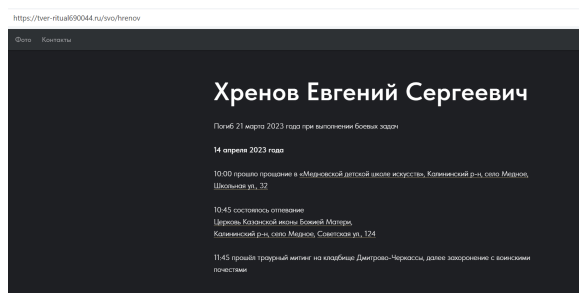 https://tver-ritual690044.ru/svo/hrenov
Фото Контакты
Хренов Евгений Сергеевич
Погиб 21 марта 2023 года при выполнении боевых задач
14 апреля 2023 года
10:00 прошло прощание в «Медновской детской школе искусств», Калининский р-н, село Медное,
Школьная ул., 32
10:45 состоялось отпевание
Церковь Казанской иконы Божией Матери,
Калининский р-н, село Медное, Советская ул., 124
11:45 прошёл траурный митинг на кладбище Дмитрово-Черкассы, далее захоронение с воинскими
почестями